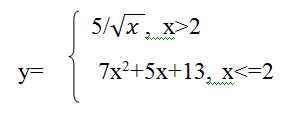 5/√x, x>2
y=
7x²+5x+13, x<=2